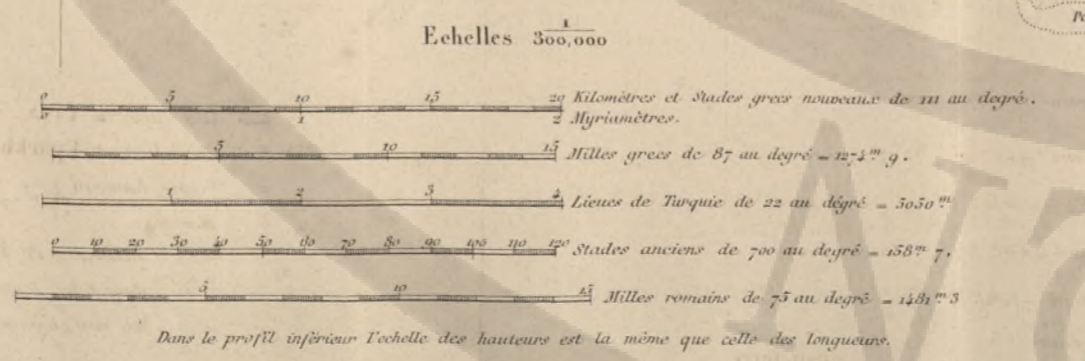 Echelles 1/300,000
0 5 10 15 20 Kilomètres et Stades grecs nouveaux de 111 au degré.
0 1 2 Myriamètres.
5 10 15 Milles grecs de 87 au degré = 1274m 9.
1 2 3 4 Lieues de Turquie de 22 au dégré = 5050m
0 10 20 30 40 50 60 70 80 90 100 110 120 Stades anciens de 700 au degré = 158m 7.
5 10 15 Milles romains de 75 au degré = 1481m 3
Dans le profil inférieur l'echelle des hauteurs est la même que celle des longueurs.